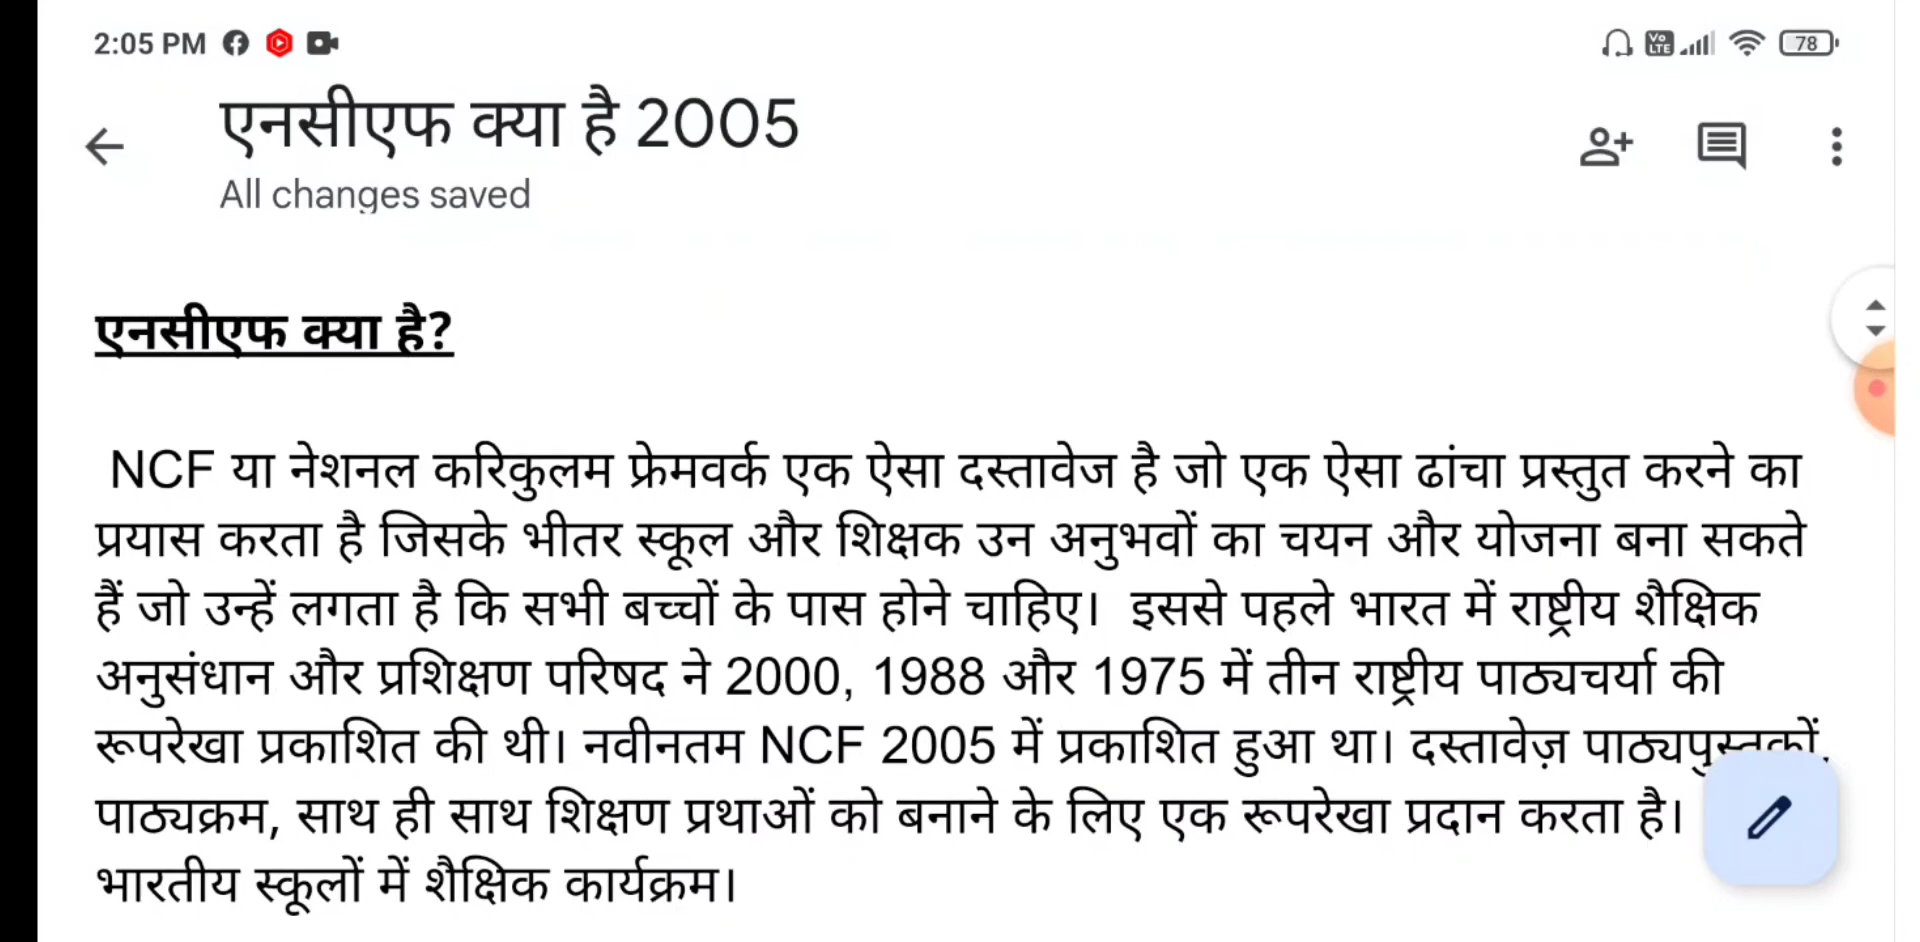 2:05 PM
Vo LTE
78
एनसीएफ क्या है 2005
All changes saved
एनसीएफ क्या है?
NCF या नेशनल करिकुलम फ्रेमवर्क एक ऐसा दस्तावेज है जो एक ऐसा ढांचा प्रस्तुत करने का
प्रयास करता है जिसके भीतर स्कूल और शिक्षक उन अनुभवों का चयन और योजना बना सकते
हैं जो उन्हें लगता है कि सभी बच्चों के पास होने चाहिए। इससे पहले भारत में राष्ट्रीय शैक्षिक
अनुसंधान और प्रशिक्षण परिषद ने 2000, 1988 और 1975 में तीन राष्ट्रीय पाठ्यचर्या की
रूपरेखा प्रकाशित की थी। नवीनतम NCF 2005 में प्रकाशित हुआ था। दस्तावेज़ पाठ्यपुस्तकों,
पाठ्यक्रम, साथ ही साथ शिक्षण प्रथाओं को बनाने के लिए एक रूपरेखा प्रदान करता है।
भारतीय स्कूलों में शैक्षिक कार्यक्रम।